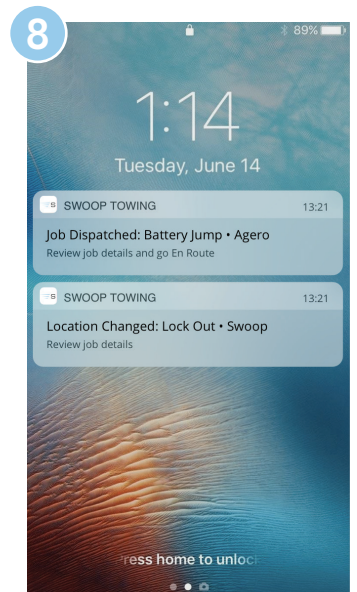 8
89%
1:14
Tuesday, June 14
S SWOOP TOWING 13:21
Job Dispatched: Battery Jump • Agero
Review job details and go En Route
S SWOOP TOWING 13:21
Location Changed: Lock Out • Swoop
Review job details
ress home to unloc